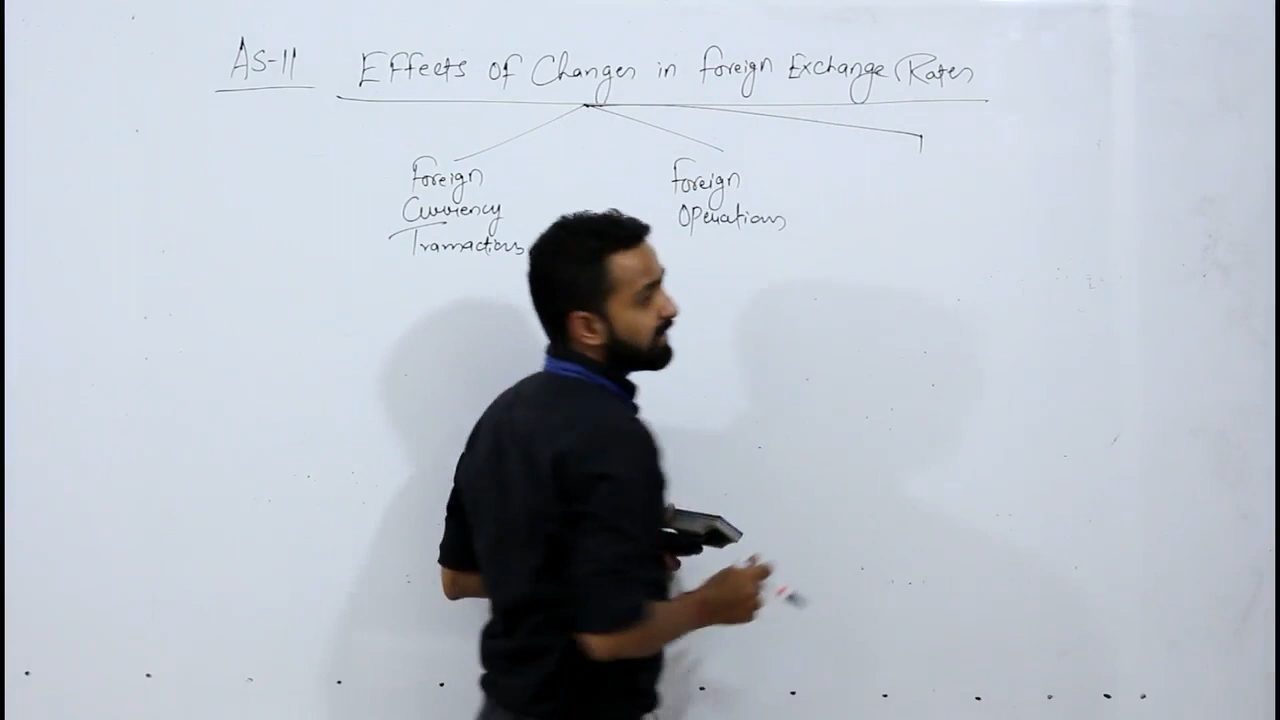 AS-11 Effects of Changes in Foreign Exchange Rates
Foreign
Currency
Transactions
Foreign
Operations